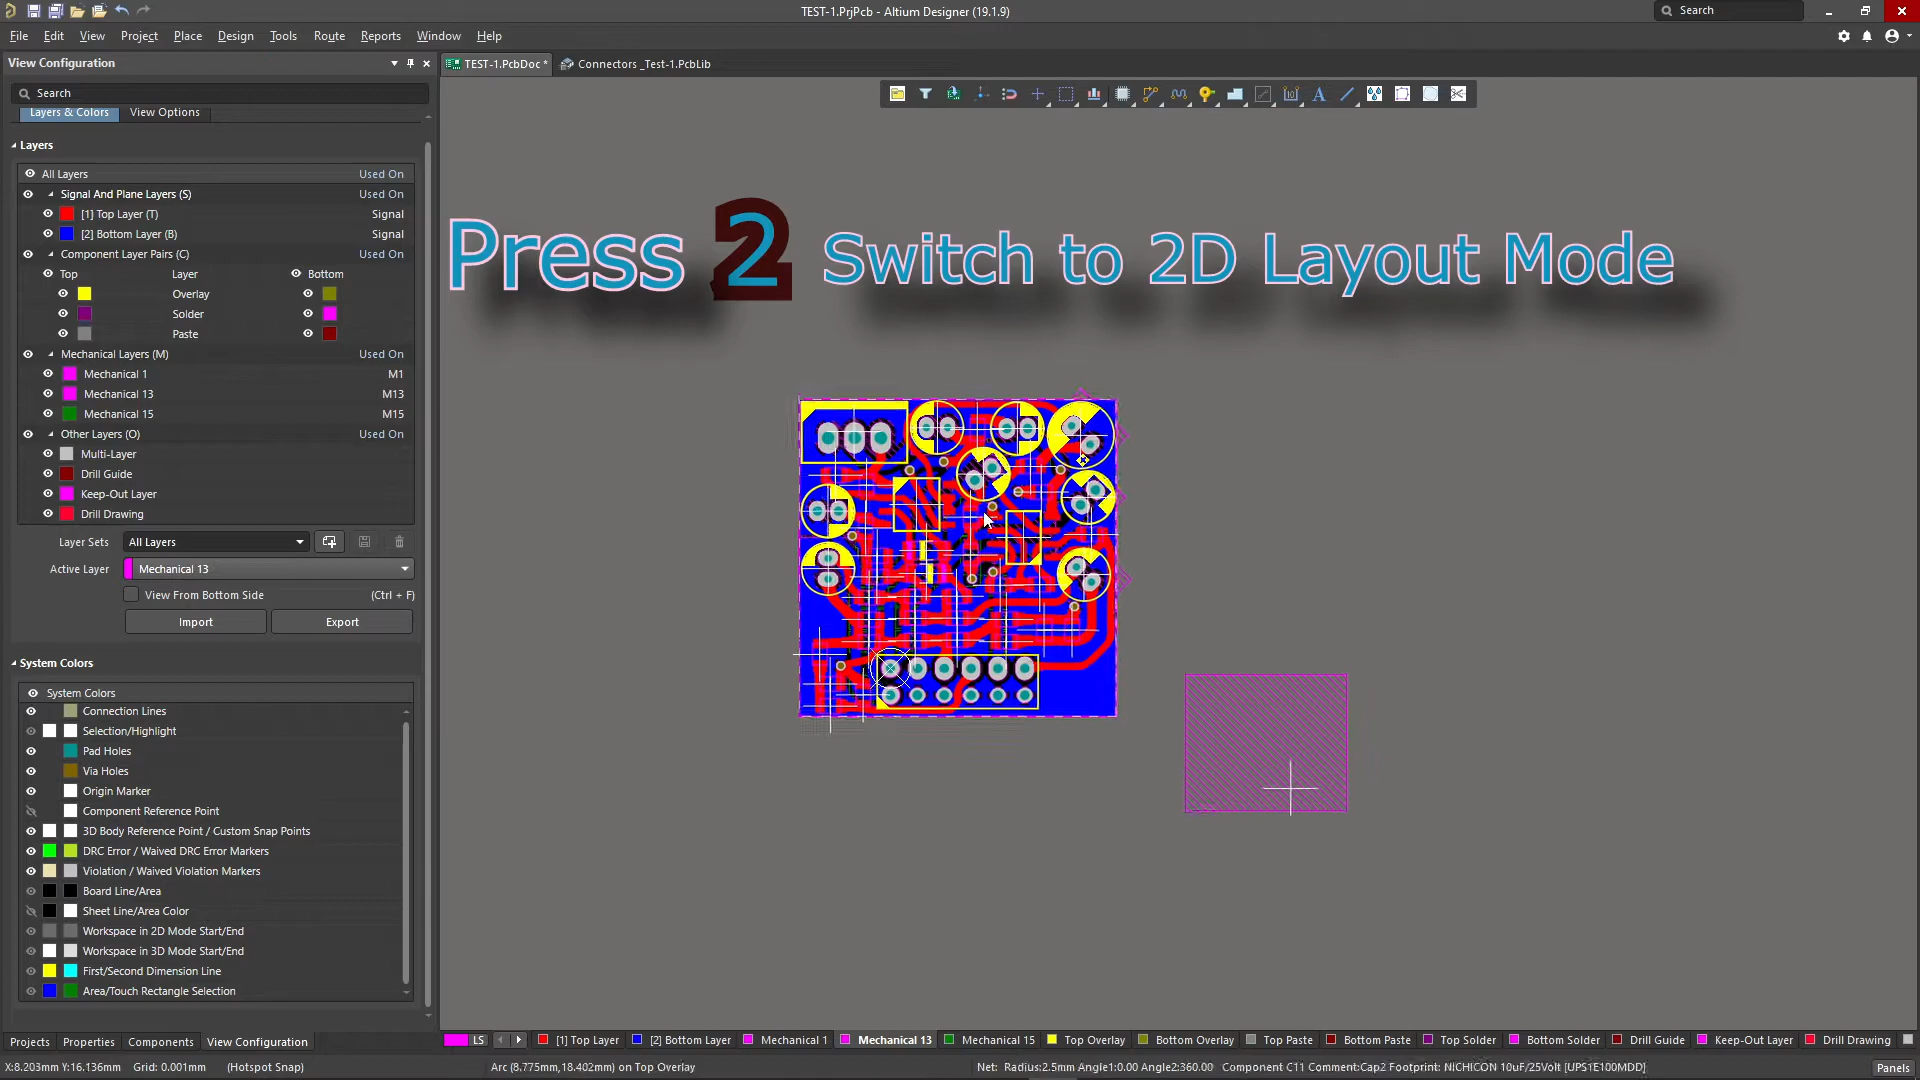 TEST-1.PrjPcb - Altium Designer (19.1.9)
Search
File Edit View Project Place Design Tools Route Reports Window Help
View Configuration
TEST-1.PcbDoc *
Connectors _Test-1.PcbLib
Search
Layers & Colors View Options
Layers
All Layers Used On
Signal And Plane Layers (S) Used On
[1] Top Layer (T) Signal
[2] Bottom Layer (B) Signal
Component Layer Pairs (C) Used On
Top Layer Bottom
Overlay
Solder
Paste
Mechanical Layers (M) Used On
Mechanical 1 M1
Mechanical 13 M13
Mechanical 15 M15
Other Layers (O) Used On
Multi-Layer
Drill Guide
Keep-Out Layer
Drill Drawing
Layer Sets All Layers
Active Layer Mechanical 13
View From Bottom Side (Ctrl + F)
Import Export
System Colors
System Colors
Connection Lines
Selection/Highlight
Pad Holes
Via Holes
Origin Marker
Component Reference Point
3D Body Reference Point / Custom Snap Points
DRC Error / Waived DRC Error Markers
Violation / Waived Violation Markers
Board Line/Area
Sheet Line/Area Color
Workspace in 2D Mode Start/End
Workspace in 3D Mode Start/End
First/Second Dimension Line
Area/Touch Rectangle Selection
Press 2 Switch to 2D Layout Mode
Projects Properties Components View Configuration
LS [1] Top Layer [2] Bottom Layer Mechanical 1 Mechanical 13 Mechanical 15 Top Overlay Bottom Overlay Top Paste Bottom Paste Top Solder Bottom Solder Drill Guide Keep-Out Layer Drill Drawing
X:8.203mm Y:16.136mm Grid: 0.001mm (Hotspot Snap) Arc (8.775mm,18.402mm) on Top Overlay Net: Radius:2.5mm Angle1:0.00 Angle2:360.00 Component C11 Comment:Cap2 Footprint: NICHICON 10uF/25Volt [UPS1E100MDD] Panels